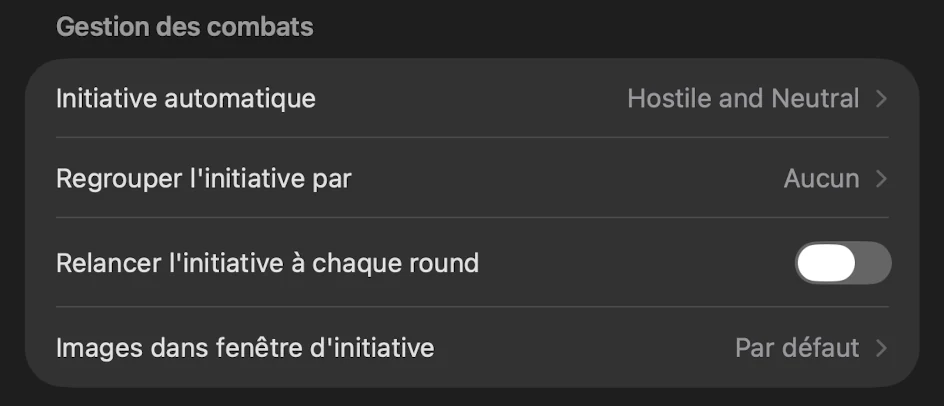 Gestion des combats
Initiative automatique Hostile and Neutral
Regrouper l'initiative par Aucun
Relancer l'initiative à chaque round
Images dans fenêtre d'initiative Par défaut